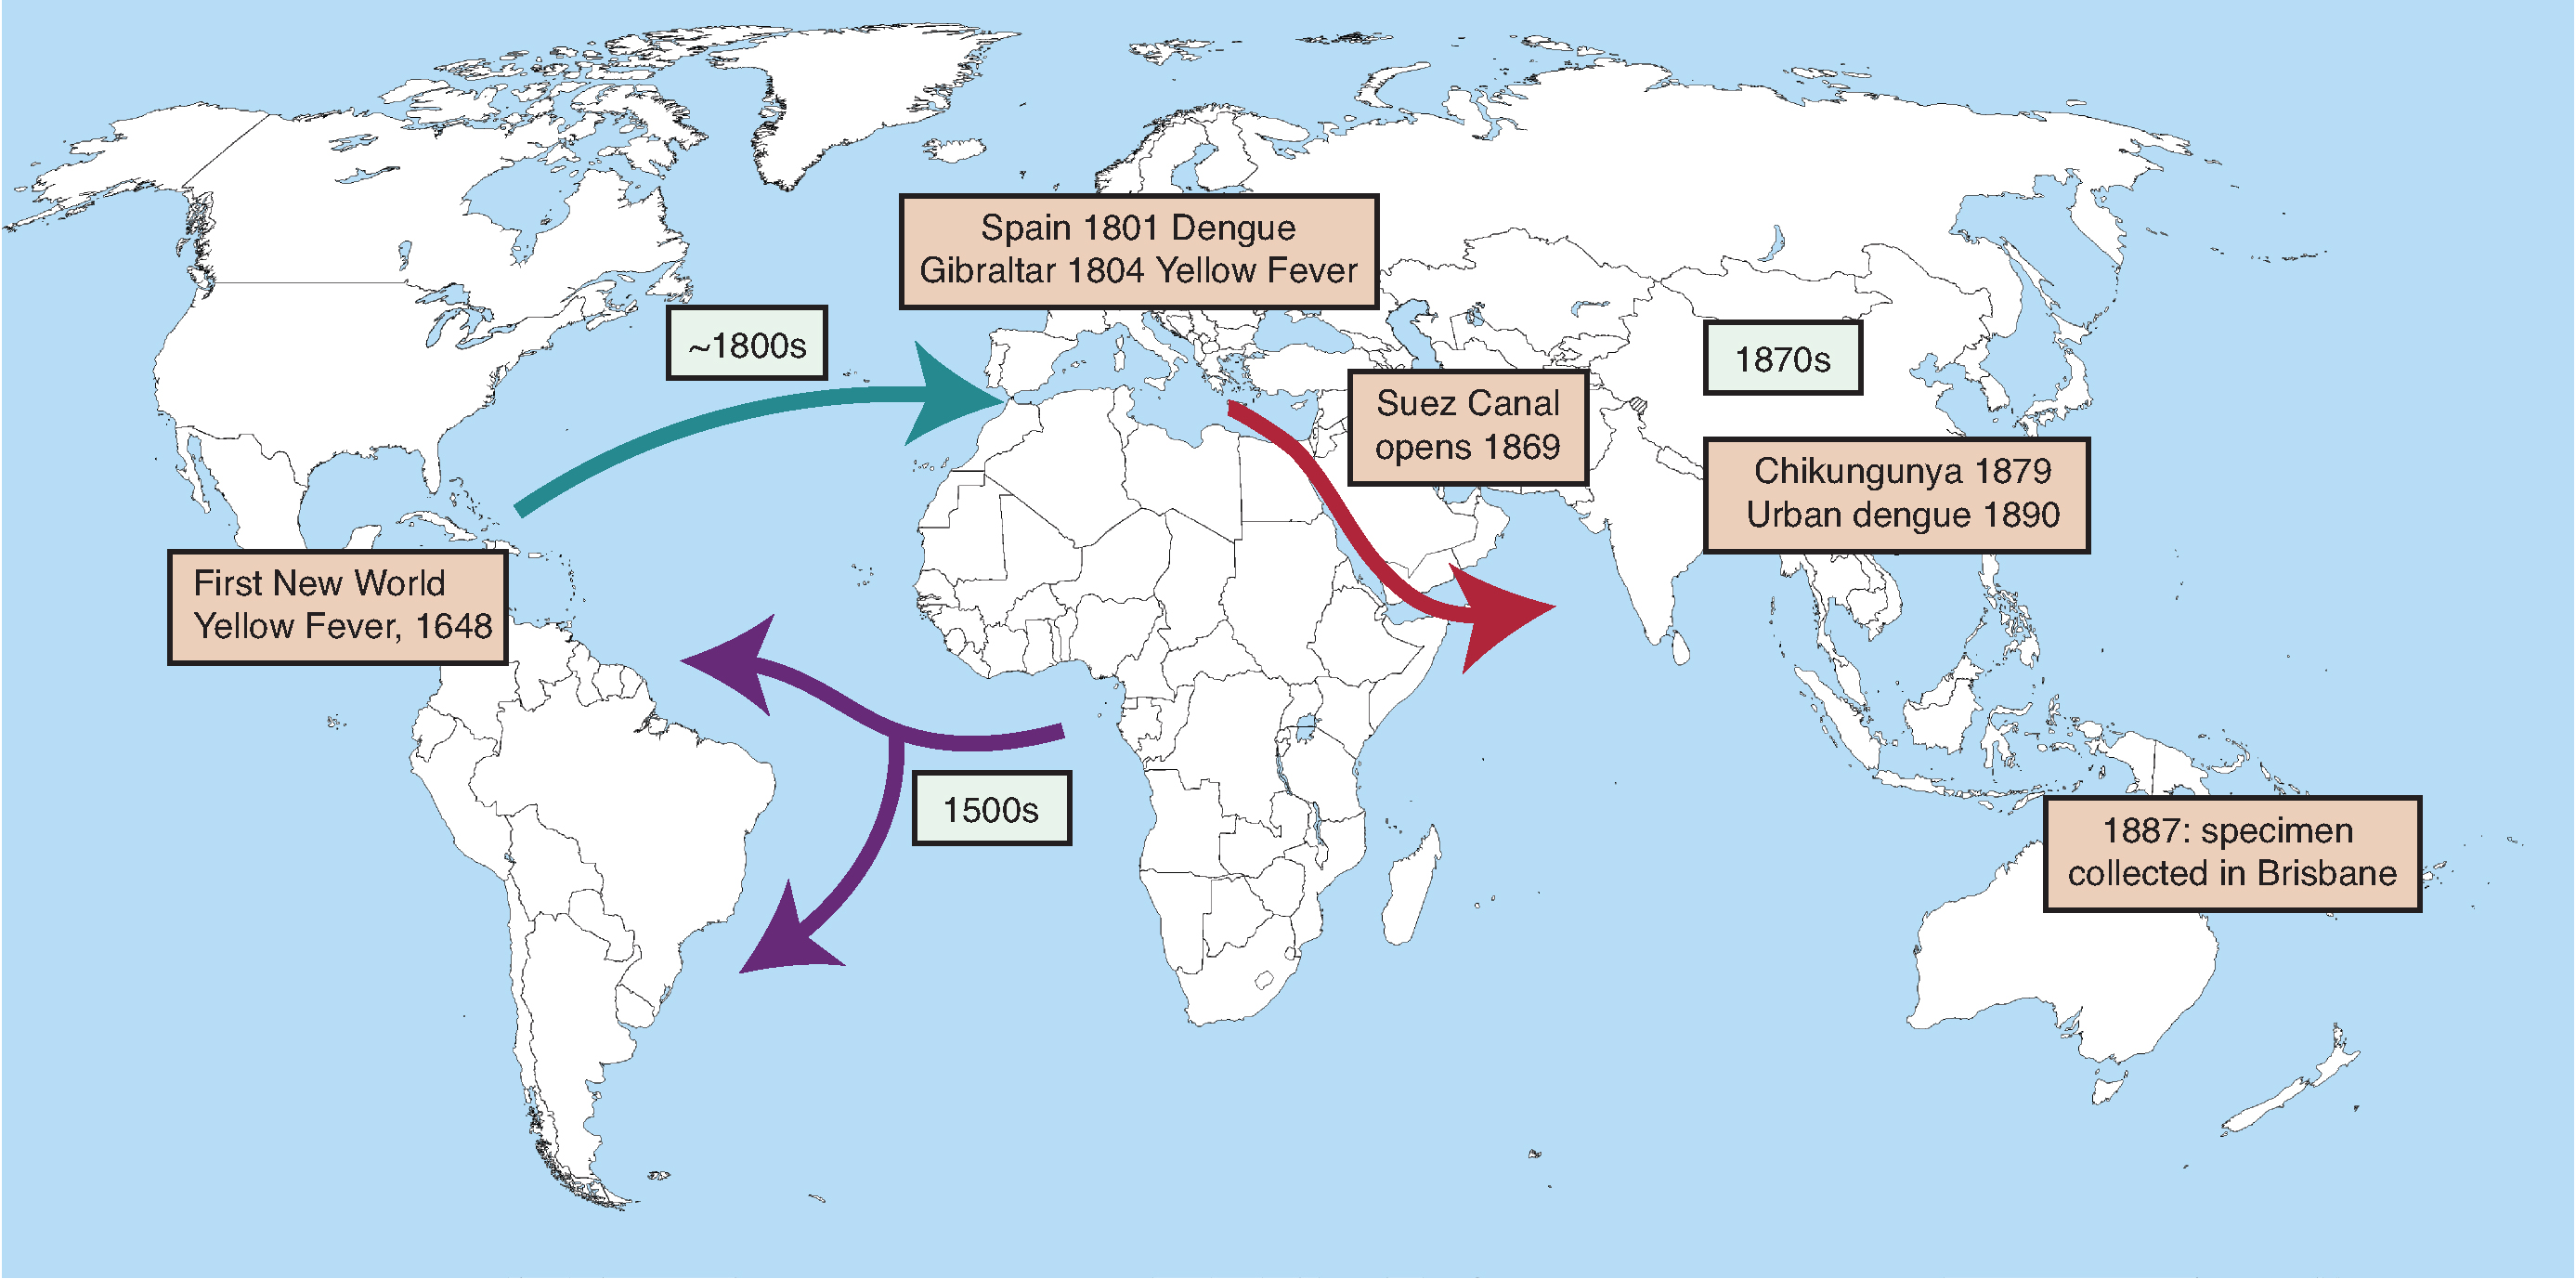 Spain 1801 Dengue
Gibraltar 1804 Yellow Fever
~1800s
1870s
Suez Canal
opens 1869
Chikungunya 1879
Urban dengue 1890
First New World
Yellow Fever, 1648
1500s
1887: specimen
collected in Brisbane